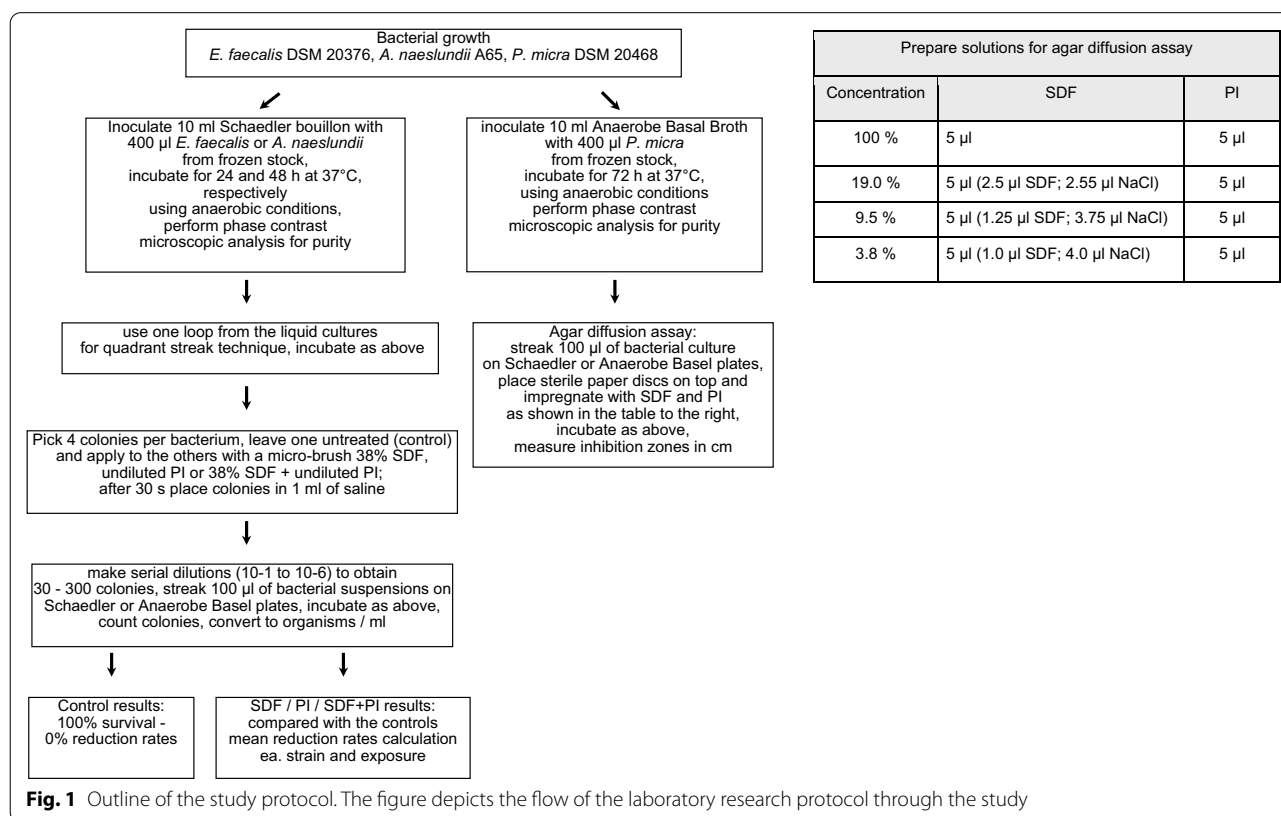 Bacterial growth
E. faecalis DSM 20376, A. naeslundii A65, P. micra DSM 20468
Inoculate 10 ml Schaedler bouillon with
400 µl E. faecalis or A. naeslundii
from frozen stock,
incubate for 24 and 48 h at 37°C,
respectively
using anaerobic conditions,
perform phase contrast
microscopic analysis for purity
inoculate 10 ml Anaerobe Basal Broth
with 400 µl P. micra
from frozen stock,
incubate for 72 h at 37°C,
using anaerobic conditions
perform phase contrast
microscopic analysis for purity
use one loop from the liquid cultures
for quadrant streak technique, incubate as above
Agar diffusion assay:
streak 100 µl of bacterial culture
on Schaedler or Anaerobe Basel plates,
place sterile paper discs on top and
impregnate with SDF and PI
as shown in the table to the right,
incubate as above,
measure inhibition zones in cm
Pick 4 colonies per bacterium, leave one untreated (control)
and apply to the others with a micro-brush 38% SDF,
undiluted PI or 38% SDF + undiluted PI;
after 30 s place colonies in 1 ml of saline
make serial dilutions (10-1 to 10-6) to obtain
30 - 300 colonies, streak 100 µl of bacterial suspensions on
Schaedler or Anaerobe Basel plates, incubate as above,
count colonies, convert to organisms / ml
Control results:
100% survival -
0% reduction rates
SDF / PI / SDF+PI results:
compared with the controls
mean reduction rates calculation
ea. strain and exposure
Prepare solutions for agar diffusion assay
Concentration SDF PI
100 % 5 µl 5 µl
19.0 % 5 µl (2.5 µl SDF; 2.55 µl NaCl) 5 µl
9.5 % 5 µl (1.25 µl SDF; 3.75 µl NaCl) 5 µl
3.8 % 5 µl (1.0 µl SDF; 4.0 µl NaCl) 5 µl
Fig. 1 Outline of the study protocol. The figure depicts the flow of the laboratory research protocol through the study